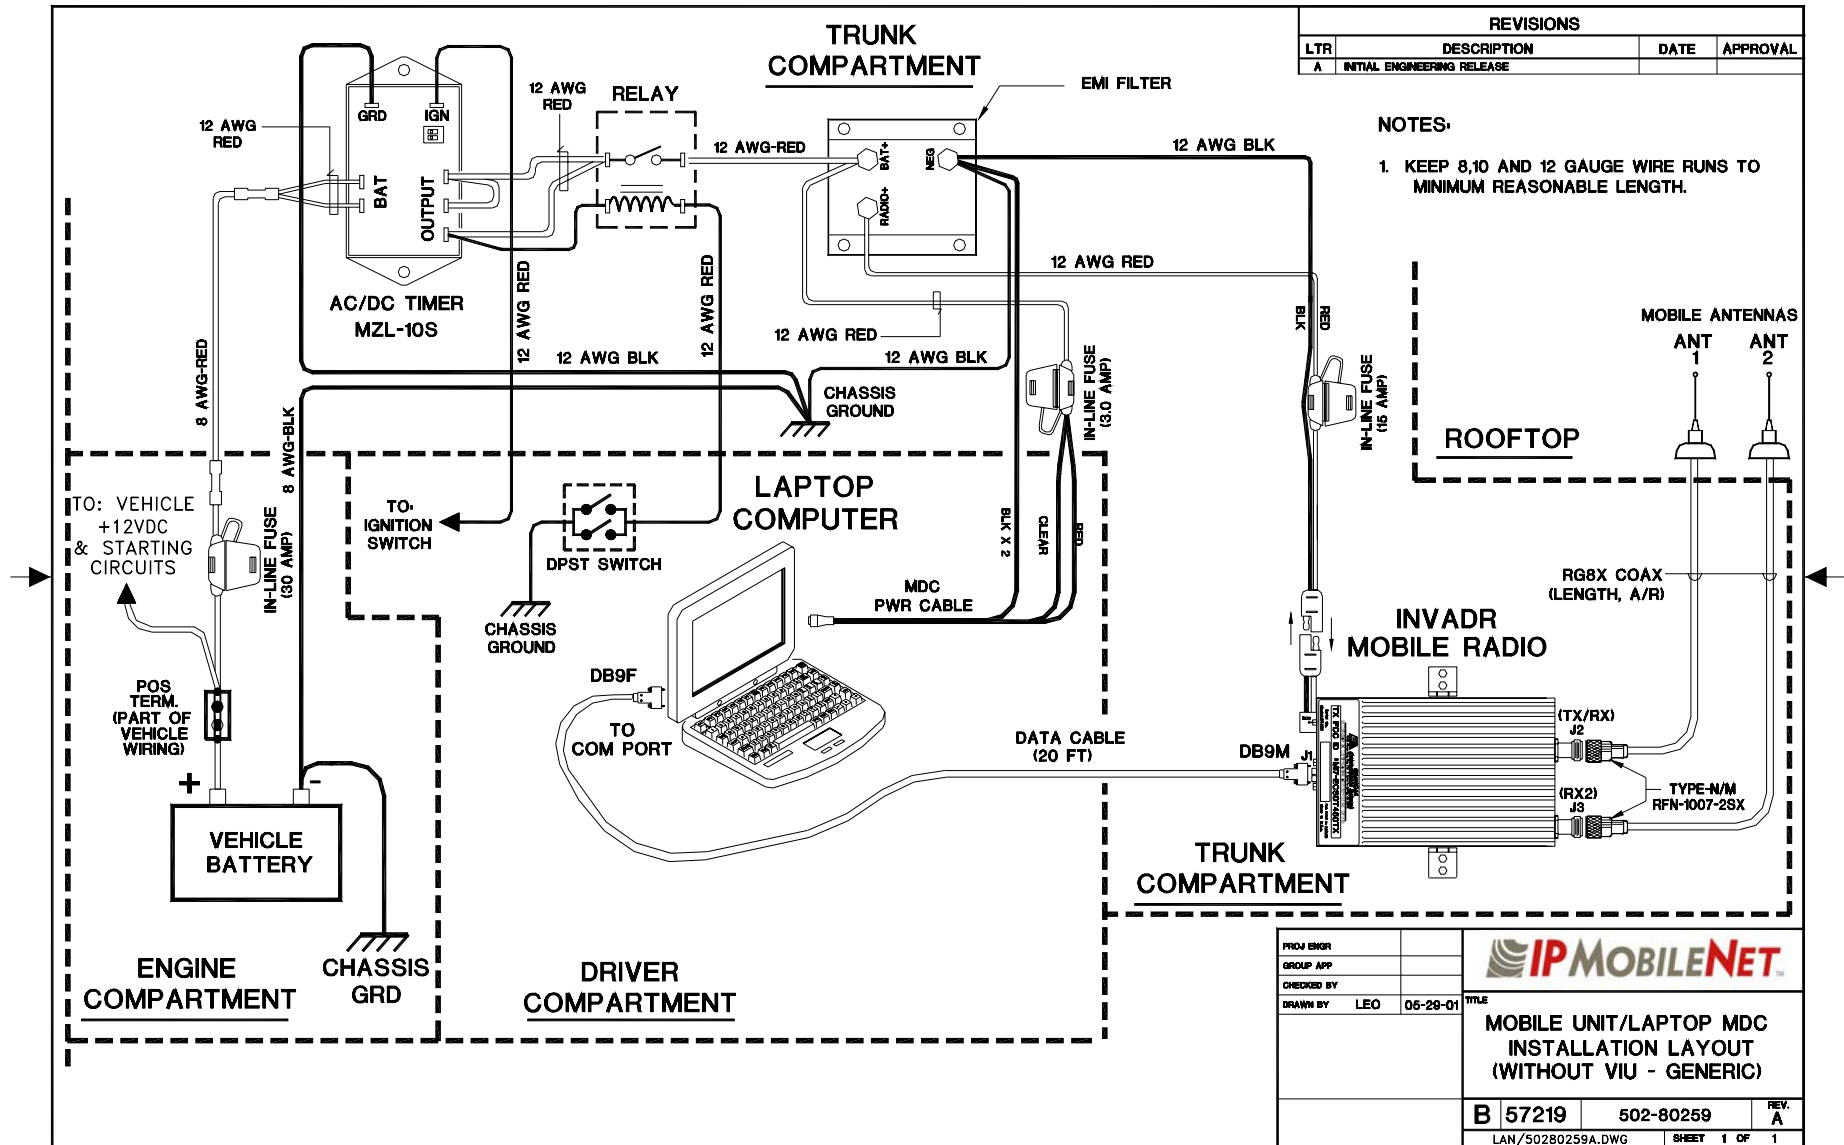 TRUNK
COMPARTMENT
REVISIONS
LTR DESCRIPTION DATE APPROVAL
A INITIAL ENGINEERING RELEASE
NOTES:
1. KEEP 8,10 AND 12 GAUGE WIRE RUNS TO
MINIMUM REASONABLE LENGTH.
12 AWG
RED
GRD
IGN
BAT
OUTPUT
AC/DC TIMER
MZL-10S
12 AWG
RED
RELAY
12 AWG-RED
EMI FILTER
BAT+
NEG
RADIO+
12 AWG BLK
12 AWG RED
12 AWG RED
12 AWG RED
12 AWG RED
12 AWG BLK
12 AWG BLK
8 AWG-RED
8 AWG-BLK
CHASSIS
GROUND
IN-LINE FUSE
(3.0 AMP)
BLK
RED
IN-LINE FUSE
(15 AMP)
MOBILE ANTENNAS
ANT
1
ANT
2
ROOFTOP
TO: VEHICLE
+12VDC
& STARTING
CIRCUITS
IN-LINE FUSE
(30 AMP)
TO:
IGNITION
SWITCH
DPST SWITCH
CHASSIS
GROUND
LAPTOP
COMPUTER
BLK X 2
CLEAR
RED
MDC
PWR CABLE
RG8X COAX
(LENGTH, A/R)
INVADR
MOBILE RADIO
POS
TERM.
(PART OF
VEHICLE
WIRING)
+
-
VEHICLE
BATTERY
DB9F
TO
COM PORT
DATA CABLE
(20 FT)
DB9M
J1
(TX/RX)
J2
(RX2)
J3
TYPE-N/M
RFN-1007-2SX
TRUNK
COMPARTMENT
ENGINE
COMPARTMENT
CHASSIS
GRD
DRIVER
COMPARTMENT
PROJ ENGR
GROUP APP
CHECKED BY
DRAWN BY LEO 05-29-01
IPMOBILENET
TM
TITLE
MOBILE UNIT/LAPTOP MDC
INSTALLATION LAYOUT
(WITHOUT VIU - GENERIC)
B 57219 502-80259 REV.
A
LAN/50280259A.DWG SHEET 1 OF 1